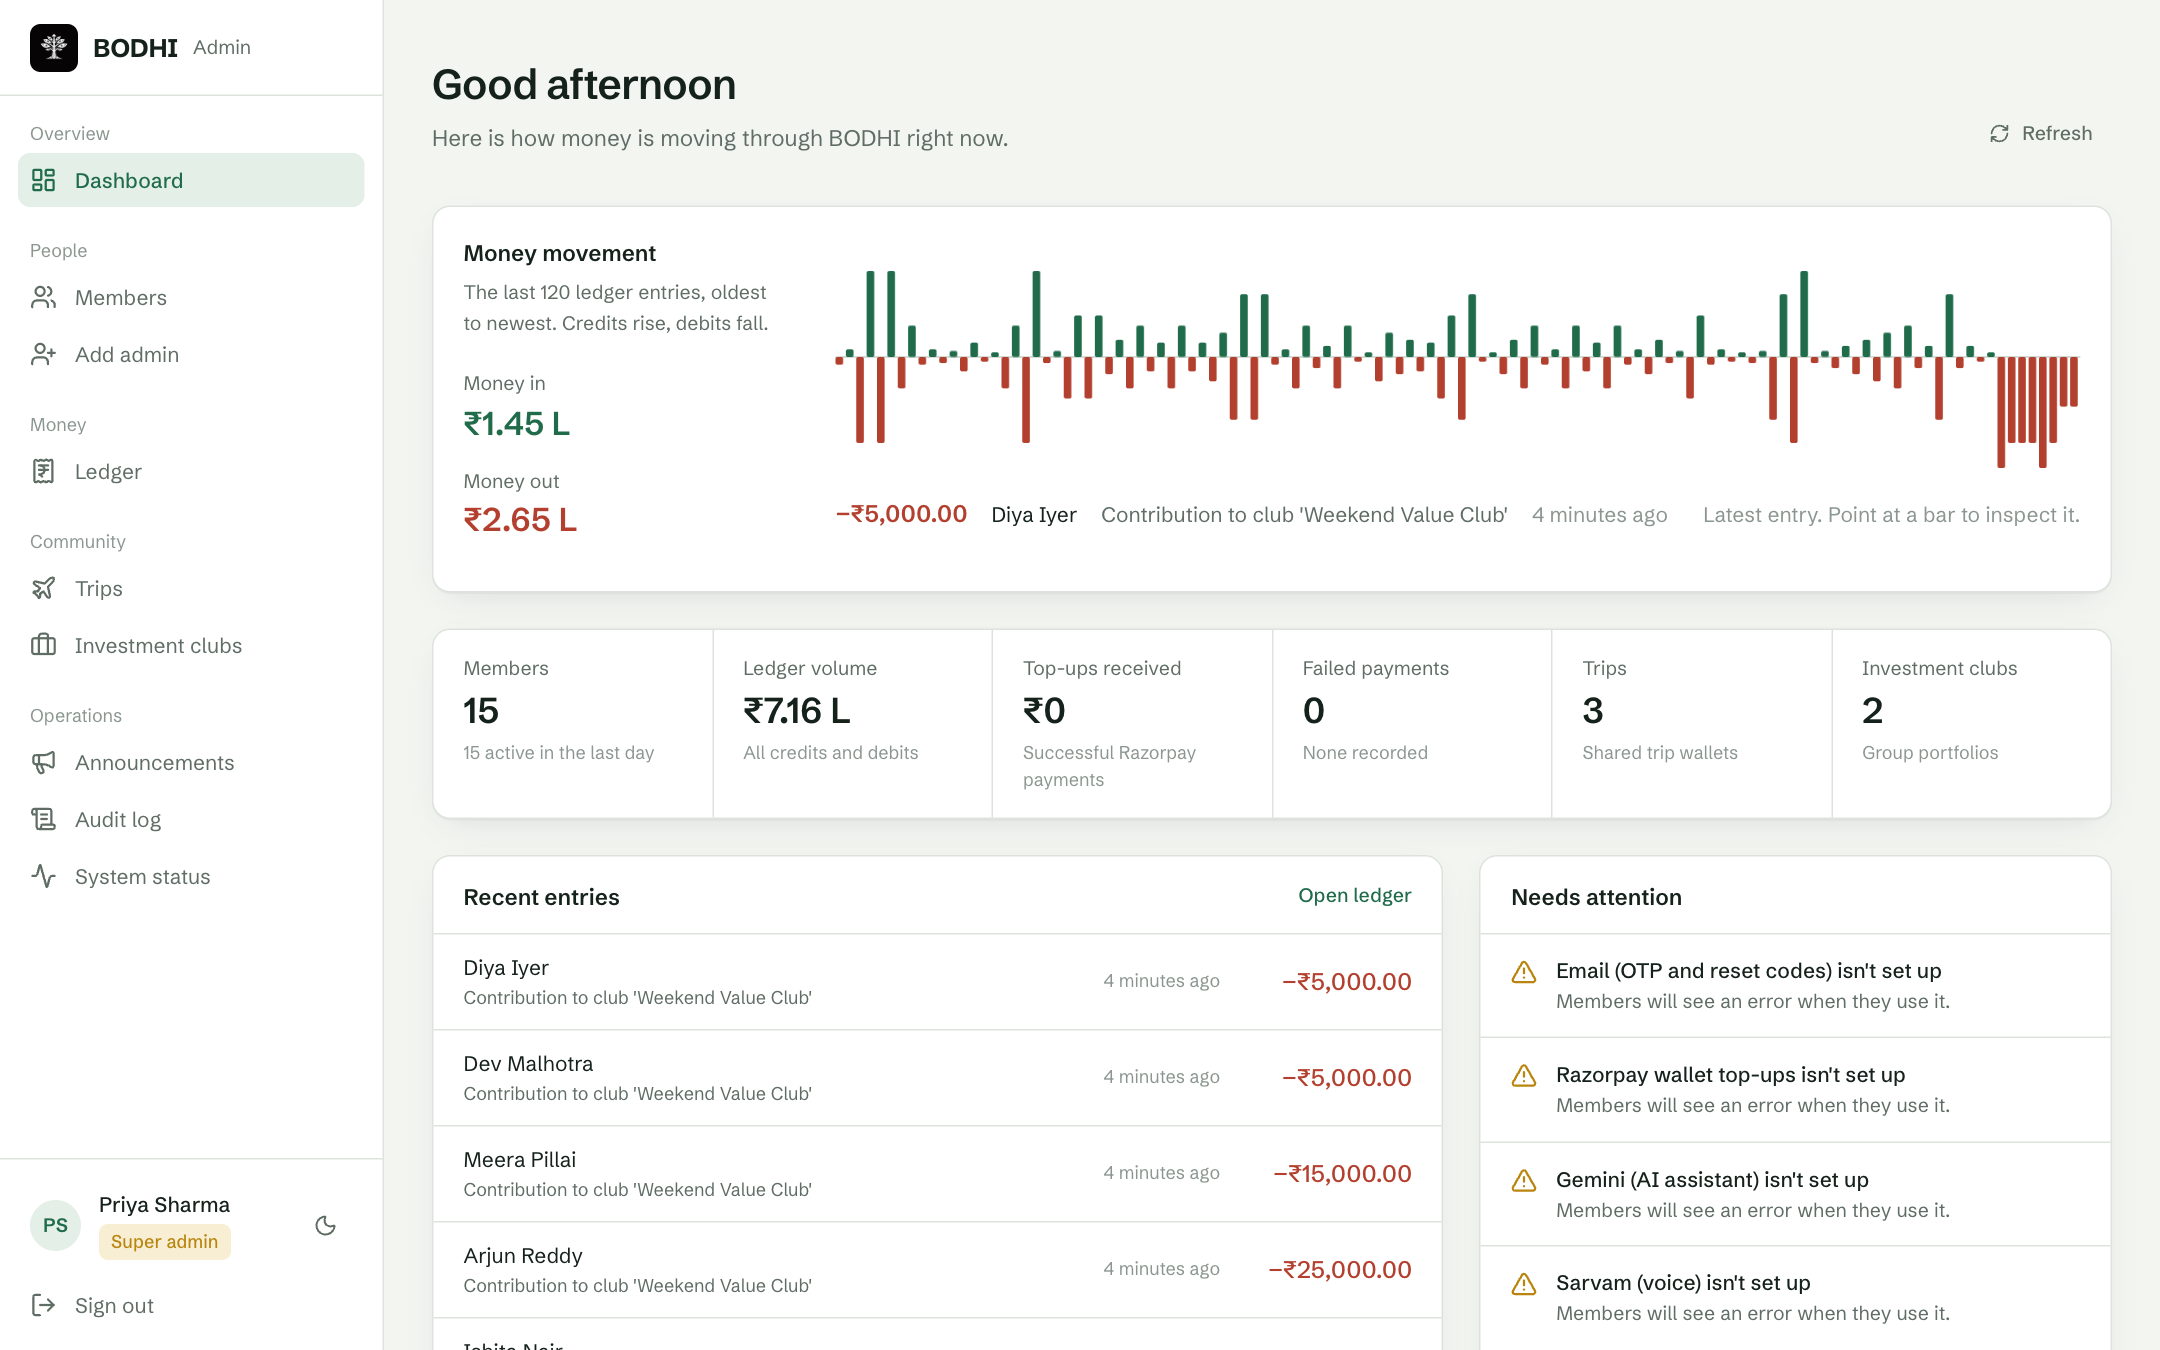 BODHI Admin
Overview
Dashboard
People
Members
Add admin
Money
Ledger
Community
Trips
Investment clubs
Operations
Announcements
Audit log
System status
PS
Priya Sharma
Super admin
Sign out
Good afternoon
Here is how money is moving through BODHI right now.
Refresh
Money movement
The last 120 ledger entries, oldest
to newest. Credits rise, debits fall.
Money in
₹1.45 L
Money out
₹2.65 L
−₹5,000.00 Diya Iyer Contribution to club 'Weekend Value Club' 4 minutes ago Latest entry. Point at a bar to inspect it.
Members
15
15 active in the last day
Ledger volume
₹7.16 L
All credits and debits
Top-ups received
₹0
Successful Razorpay
payments
Failed payments
0
None recorded
Trips
3
Shared trip wallets
Investment clubs
2
Group portfolios
Recent entries
Open ledger
Diya Iyer
Contribution to club 'Weekend Value Club'
4 minutes ago
−₹5,000.00
Dev Malhotra
Contribution to club 'Weekend Value Club'
4 minutes ago
−₹5,000.00
Meera Pillai
Contribution to club 'Weekend Value Club'
4 minutes ago
−₹15,000.00
Arjun Reddy
Contribution to club 'Weekend Value Club'
4 minutes ago
−₹25,000.00
Needs attention
Email (OTP and reset codes) isn't set up
Members will see an error when they use it.
Razorpay wallet top-ups isn't set up
Members will see an error when they use it.
Gemini (AI assistant) isn't set up
Members will see an error when they use it.
Sarvam (voice) isn't set up
Members will see an error when they use it.